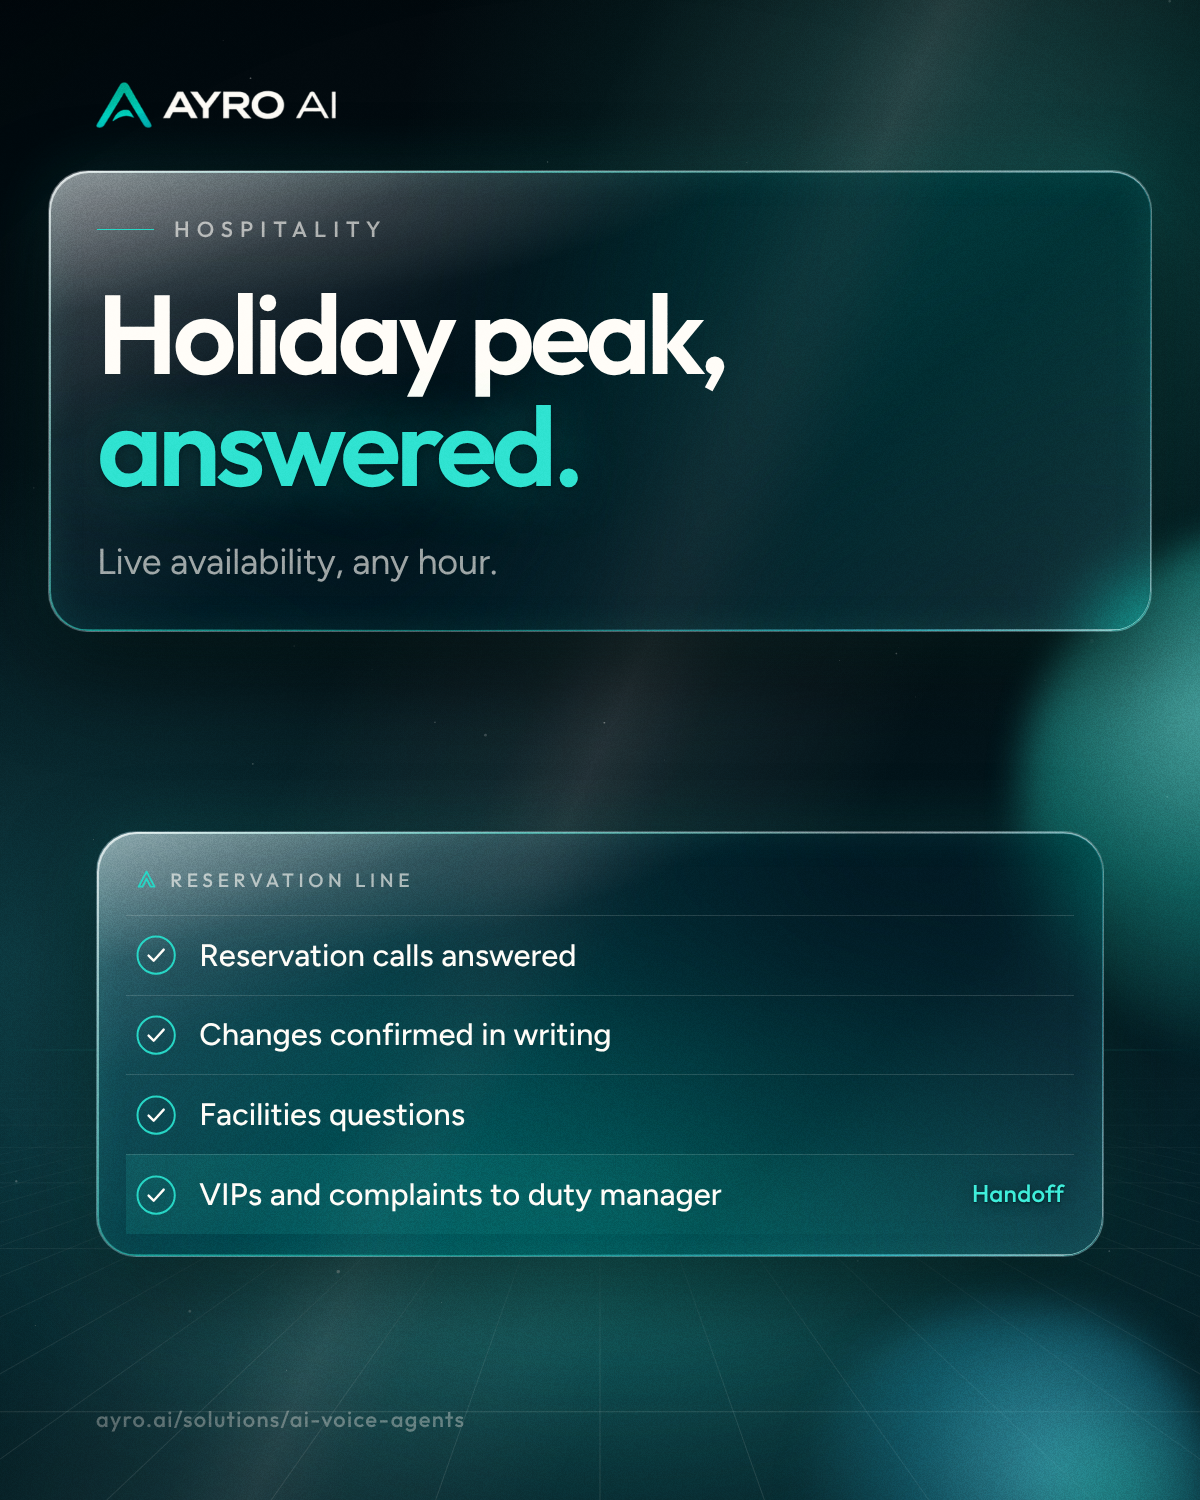 AYRO AI
HOSPITALITY
Holiday peak,
answered.
Live availability, any hour.
RESERVATION LINE
Reservation calls answered
Changes confirmed in writing
Facilities questions
VIPs and complaints to duty manager Handoff
ayro.ai/solutions/ai-voice-agents